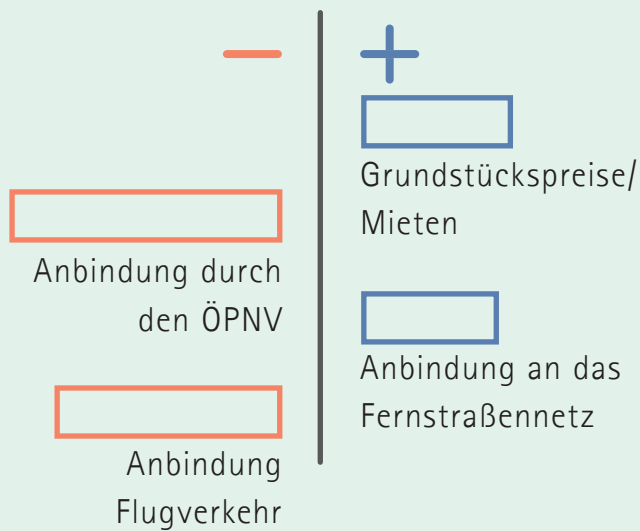 − +
Grundstückspreise/
Mieten
Anbindung durch
den ÖPNV
Anbindung an das
Fernstraßennetz
Anbindung
Flugverkehr